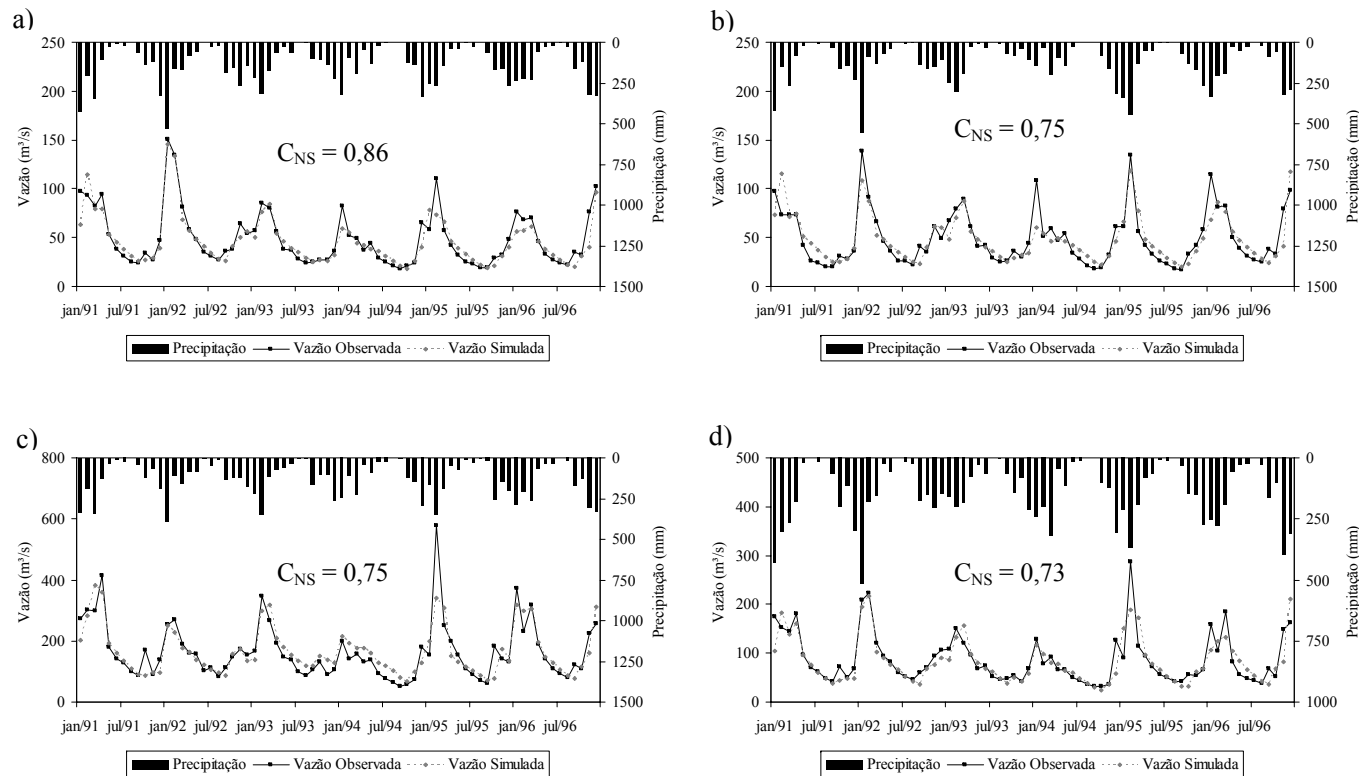 a)
250
200
150
100
50
0
Vazão (m³/s)
0
250
500
750
1000
1250
1500
Precipitação (mm)
C_NS = 0,86
jan/91 jul/91 jan/92 jul/92 jan/93 jul/93 jan/94 jul/94 jan/95 jul/95 jan/96 jul/96
Precipitação Vazão Observada Vazão Simulada
b)
250
200
150
100
50
0
Vazão (m³/s)
0
250
500
750
1000
1250
1500
Precipitação (mm)
C_NS = 0,75
jan/91 jul/91 jan/92 jul/92 jan/93 jul/93 jan/94 jul/94 jan/95 jul/95 jan/96 jul/96
Precipitação Vazão Observada Vazão Simulada
c)
800
600
400
200
0
Vazão (m³/s)
0
250
500
750
1000
1250
1500
Precipitação (mm)
C_NS = 0,75
jan/91 jul/91 jan/92 jul/92 jan/93 jul/93 jan/94 jul/94 jan/95 jul/95 jan/96 jul/96
Precipitação Vazão Observada Vazão Simulada
d)
500
400
300
200
100
0
Vazão (m³/s)
0
250
500
750
1000
Precipitação (mm)
C_NS = 0,73
jan/91 jul/91 jan/92 jul/92 jan/93 jul/93 jan/94 jul/94 jan/95 jul/95 jan/96 jul/96
Precipitação Vazão Observada Vazão Simulada